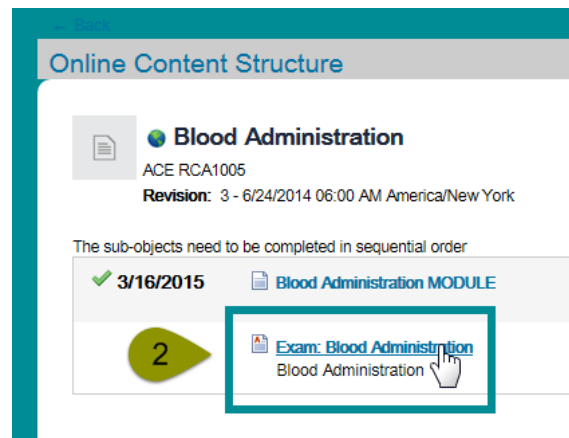 ← Back
Online Content Structure
Blood Administration
ACE RCA1005
Revision: 3 - 6/24/2014 06:00 AM America/New York
The sub-objects need to be completed in sequential order
3/16/2015 Blood Administration MODULE
2 Exam: Blood Administration
Blood Administration